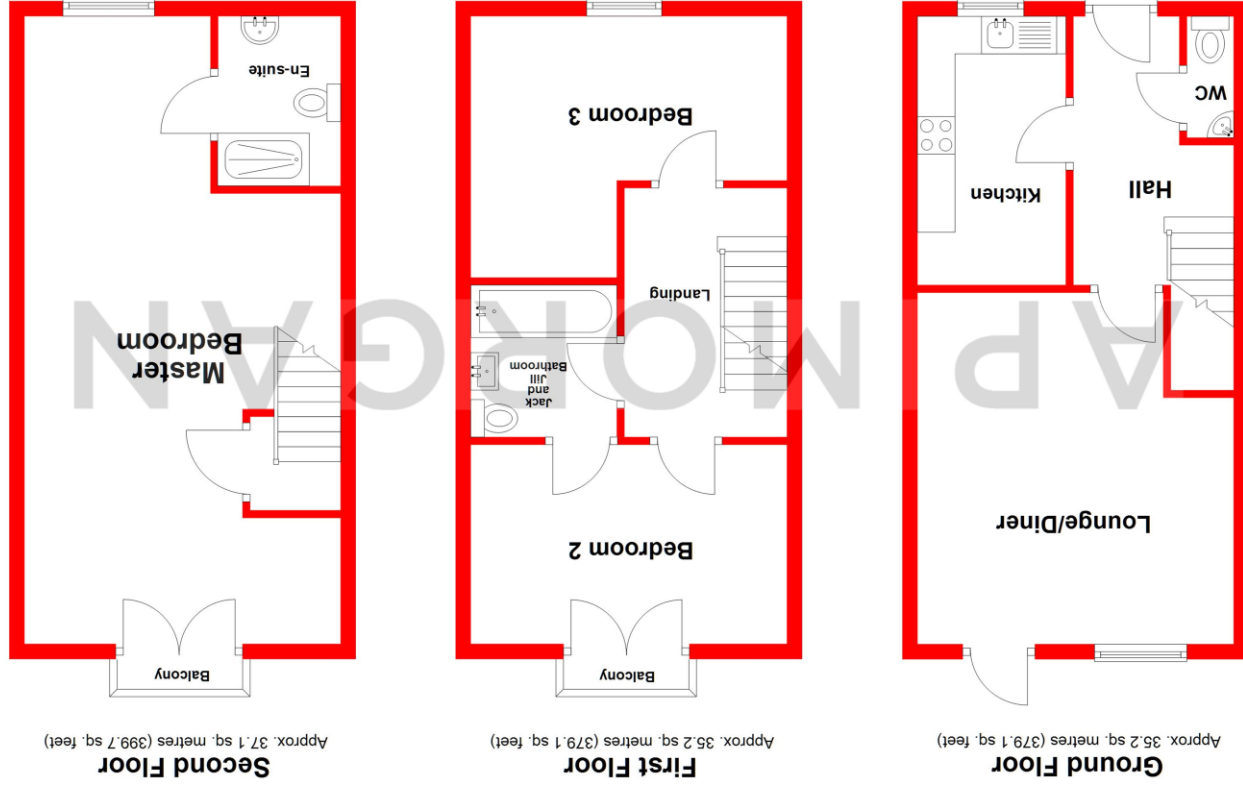 Ground Floor
Approx. 35.2 sq. metres (379.1 sq. feet)
Lounge/Diner
Hall
Kitchen
WC
First Floor
Approx. 35.2 sq. metres (379.1 sq. feet)
Balcony
Bedroom 2
Jack
and
Jill
Bathroom
Landing
Bedroom 3
Second Floor
Approx. 37.1 sq. metres (399.7 sq. feet)
Balcony
Master
Bedroom
En-suite
AP MORGAN